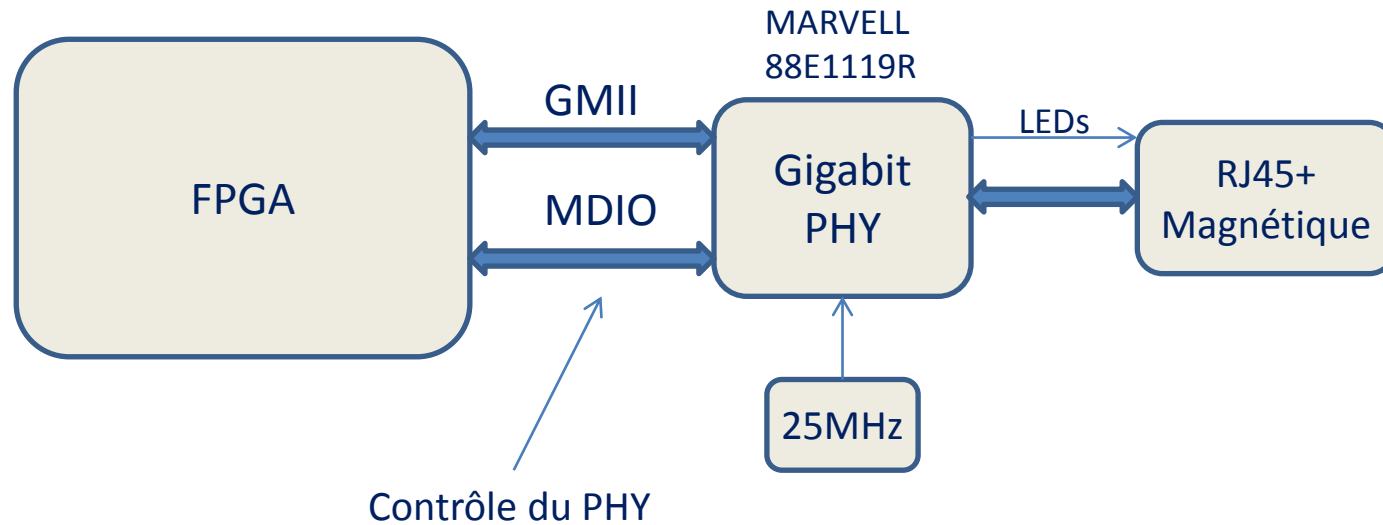 MARVELL
88E1119R
GMII
LEDs
FPGA
Gigabit
PHY
RJ45+
Magnétique
MDIO
25MHz
Contrôle du PHY